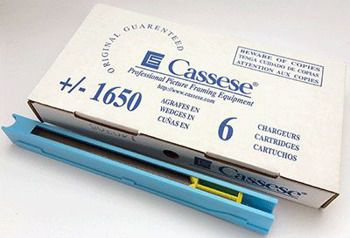 ORIGINAL GUARENTEED
BEWARE OF COPIES
TENGA CUIDADO DE COPIAS
ATTENTION AUX COPIES
Cassese®
Professional Picture Framing Equipment
http://www.cassese.com
+/- 1650
AGRAFES EN
WEDGES IN
CUÑAS EN
6
CHARGEURS
CARTRIDGES
CARTUCHOS